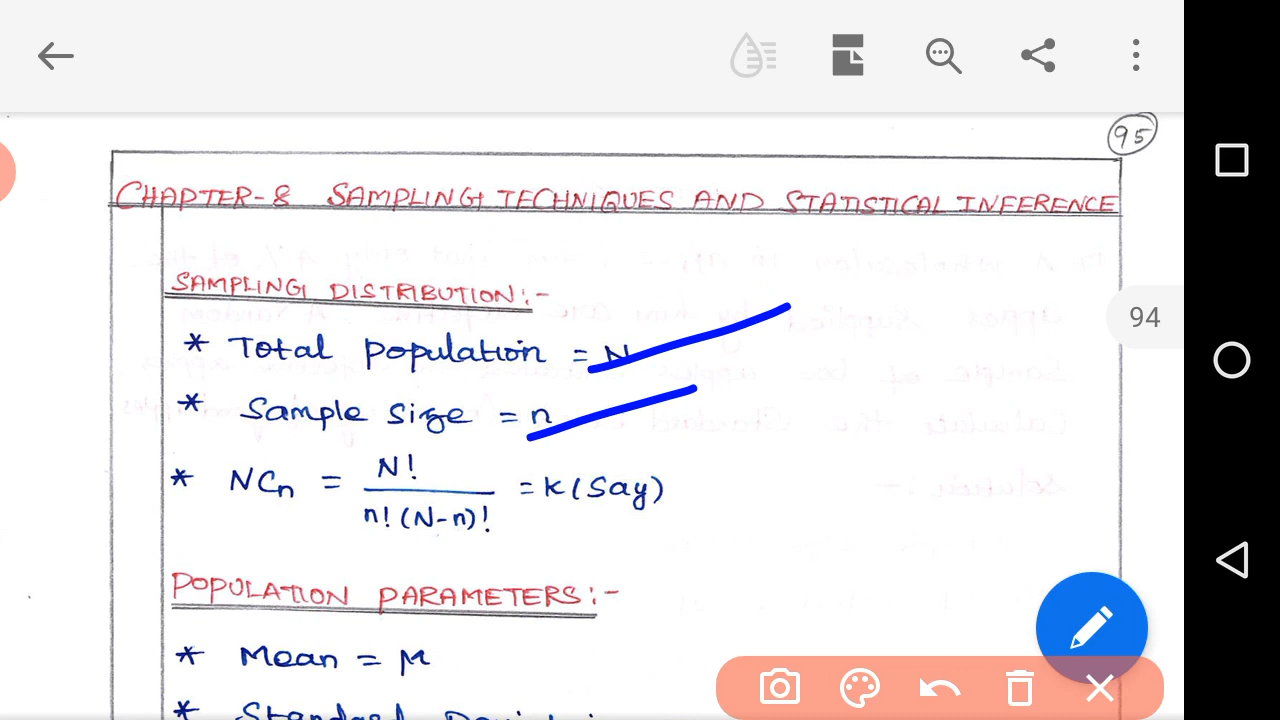 95
CHAPTER-8 SAMPLING TECHNIQUES AND STATISTICAL INFERENCE
SAMPLING DISTRIBUTION:-
* Total population = N
* Sample size = n
* NCn = N! / n!(N-n)! = K(Say)
94
POPULATION PARAMETERS:-
* Mean = μ
* Standard